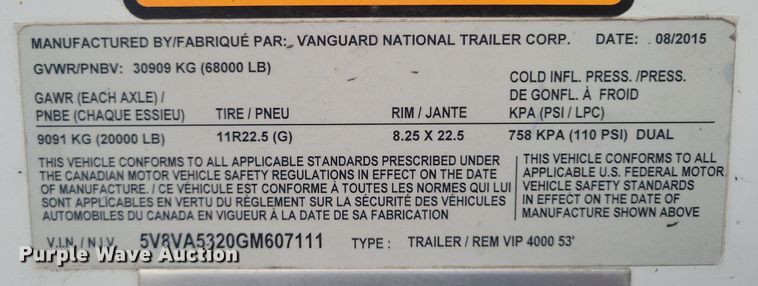 MANUFACTURED BY/FABRIQUÉ PAR: VANGUARD NATIONAL TRAILER CORP. DATE: 08/2015
GVWR/PNBV: 30909 KG (68000 LB)
COLD INFL. PRESS. /PRESS.
GAWR (EACH AXLE) / DE GONFL. À FROID
PNBE (CHAQUE ESSIEU) TIRE / PNEU RIM / JANTE KPA (PSI / LPC)
9091 KG (20000 LB) 11R22.5 (G) 8.25 X 22.5 758 KPA (110 PSI) DUAL
THIS VEHICLE CONFORMS TO ALL APPLICABLE STANDARDS PRESCRIBED UNDER
THE CANADIAN MOTOR VEHICLE SAFETY REGULATIONS IN EFFECT ON THE DATE
OF MANUFACTURE. / CE VÉHICULE EST CONFORME À TOUTES LES NORMES QUI LUI
SONT APPLICABLES EN VERTU DU RÈGLEMENT SUR LA SÉCURITÉ DES VÉHICULES
AUTOMOBILES DU CANADA EN VIGUEUR À LA DATE DE SA FABRICATION
THIS VEHICLE CONFORMS TO ALL
APPLICABLE U.S. FEDERAL MOTOR
VEHICLE SAFETY STANDARDS
IN EFFECT ON THE DATE OF
MANUFACTURE SHOWN ABOVE
V.I.N. / N.I.V. 5V8VA5320GM607111 TYPE : TRAILER / REM VIP 4000 53'
Purple Wave Auction